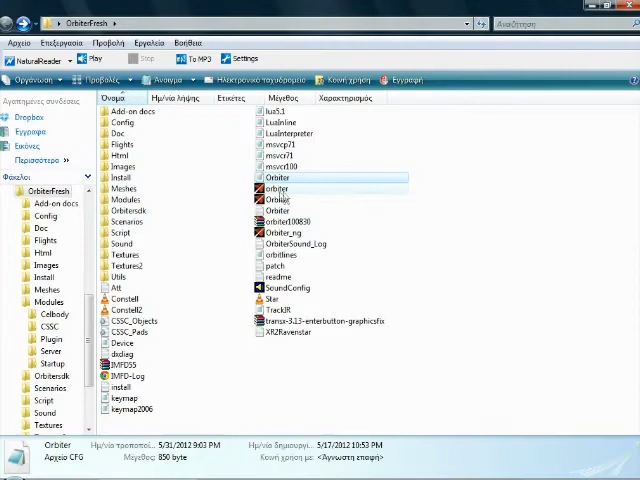 OrbiterFresh
Αναζήτηση
Αρχείο Επεξεργασία Προβολή Εργαλεία Βοήθεια
NaturalReader Play Stop To MP3 Settings
Οργάνωση Προβολές Άνοιγμα Ηλεκτρονικό ταχυδρομείο Κοινή χρήση Εγγραφή
Αγαπημένες συνδέσεις
Dropbox
Έγγραφα
Εικόνες
Περισσότερα »
Φάκελοι
OrbiterFresh
Add-on docs
Config
Doc
Flights
Html
Images
Install
Meshes
Modules
Celbody
CSSC
Plugin
Server
Startup
Orbitersdk
Scenarios
Script
Sound
Textures
Όνομα Ημ/νία λήψης Ετικέτες Μέγεθος Χαρακτηρισμός
Add-on docs
Config
Doc
Flights
Html
Images
Install
Meshes
Modules
Orbitersdk
Scenarios
Script
Sound
Textures
Textures2
Utils
Att
Constell
Constell2
CSSC_Objects
CSSC_Pads
Device
dxdiag
IMFD55
IMFD-Log
install
keymap
keymap2006
lua5.1
LuaInline
LuaInterpreter
msvcp71
msvcr71
msvcr100
Orbiter
orbiter
Orbiter
Orbiter
orbiter100830
Orbiter_ng
OrbiterSound_Log
orbitlines
patch
readme
SoundConfig
Star
TrackIR
transx-3.13-enterbutton-graphicsfix
XR2Ravenstar
Orbiter Ημ/νία τροποποί... 5/31/2012 9:03 PM Ημ/νία δημιουργί... 5/17/2012 10:53 PM
Αρχείο CFG Μέγεθος: 850 byte Κοινή χρήση με: <Άγνωστη επαφή>